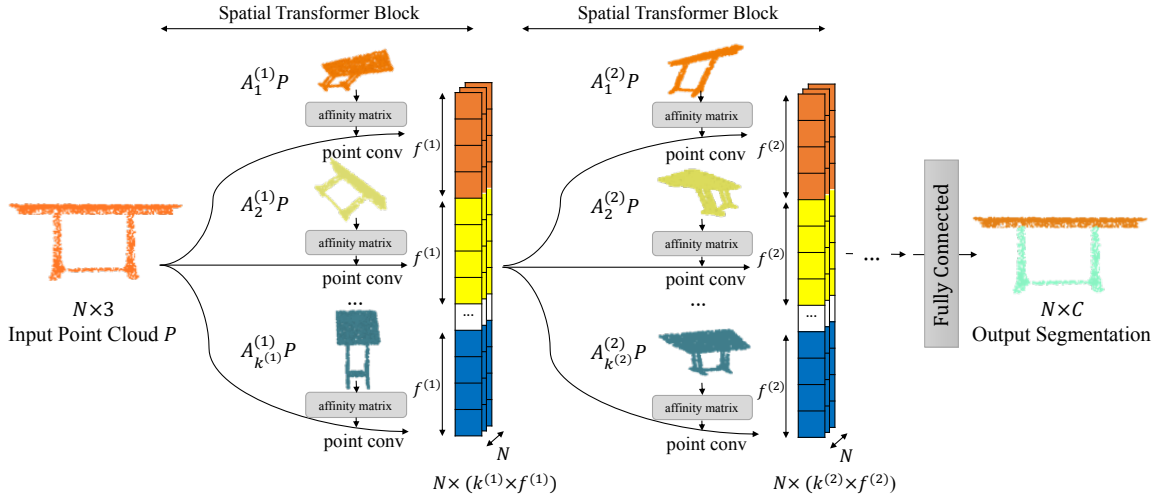 Spatial Transformer Block
Spatial Transformer Block
A_1^{(1)}P
affinity matrix
point conv
f^{(1)}
A_2^{(1)}P
affinity matrix
point conv
f^{(1)}
...
...
A_{k^{(1)}}^{(1)}P
affinity matrix
point conv
f^{(1)}
N
N×(k^{(1)}×f^{(1)})
A_1^{(2)}P
affinity matrix
point conv
f^{(2)}
A_2^{(2)}P
affinity matrix
point conv
f^{(2)}
...
...
A_{k^{(2)}}^{(2)}P
affinity matrix
point conv
f^{(2)}
N
N×(k^{(2)}×f^{(2)})
N×3
Input Point Cloud P
...
Fully Connected
N×C
Output Segmentation